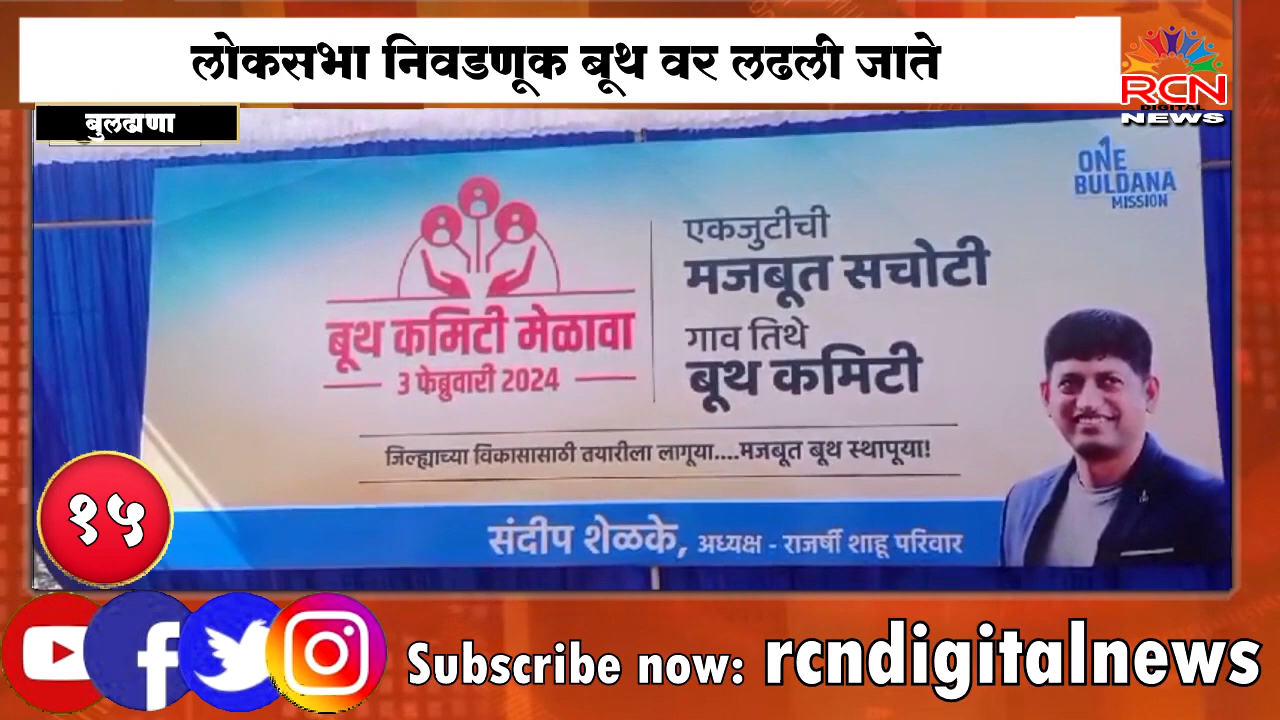 लोकसभा निवडणूक बूथ वर लढली जाते
RCN
DIGITAL
NEWS
बुलढाणा
ONE
BULDANA
MISSION
एकजुटीची
मजबूत सचोटी
गाव तिथे
बूथ कमिटी
बूथ कमिटी मेळावा
3 फेब्रुवारी 2024
जिल्ह्याच्या विकासासाठी तयारीला लागूया....मजबूत बूथ स्थापूया!
संदीप शेळके, अध्यक्ष - राजर्षी शाहू परिवार
१५
Subscribe now: rcndigitalnews